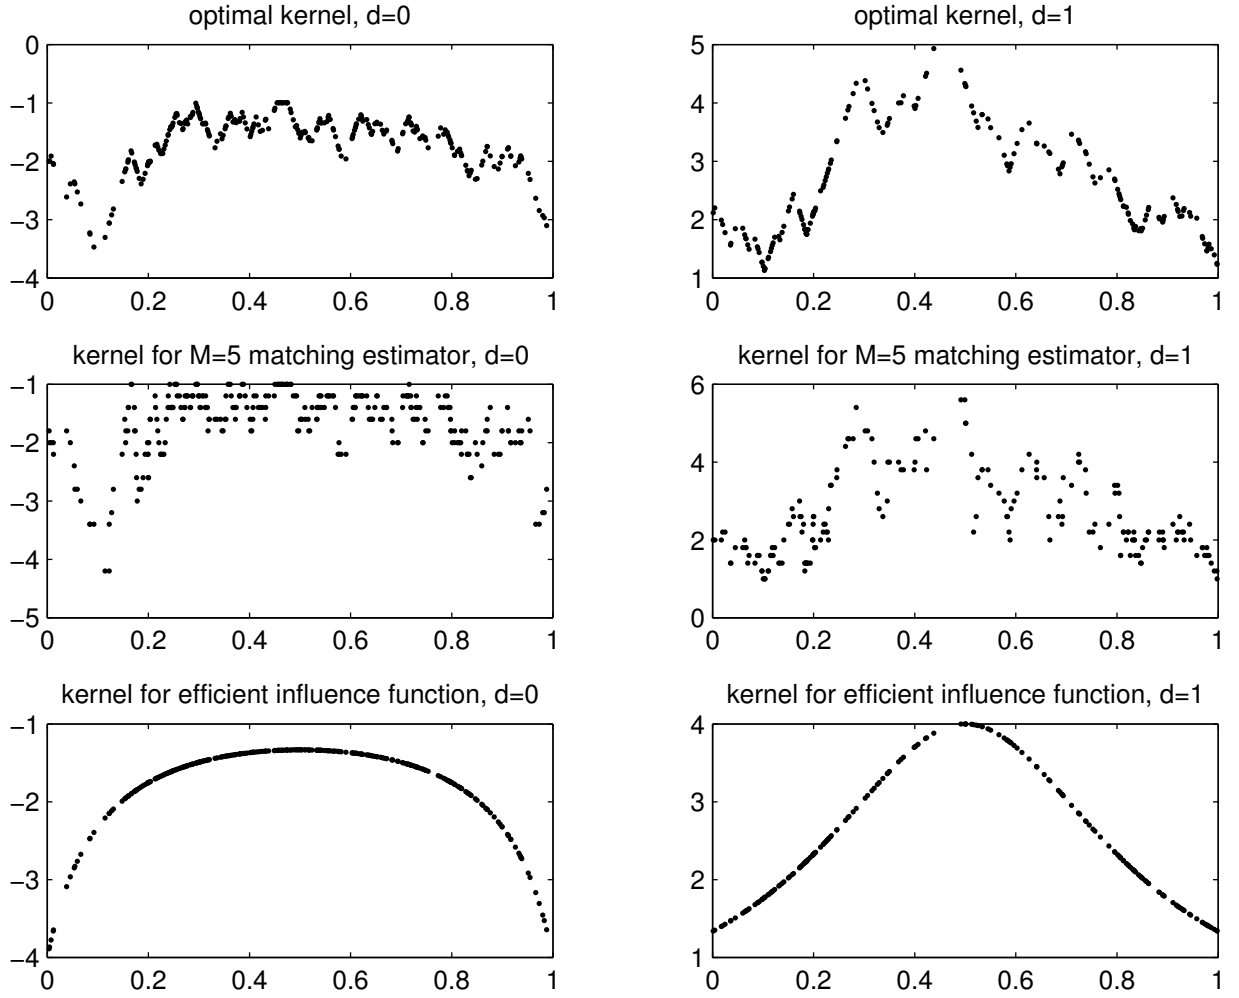 optimal kernel, d=0
0
−1
−2
−3
−4
0 0.2 0.4 0.6 0.8 1
optimal kernel, d=1
5
4
3
2
1
0 0.2 0.4 0.6 0.8 1
kernel for M=5 matching estimator, d=0
−1
−2
−3
−4
−5
0 0.2 0.4 0.6 0.8 1
kernel for M=5 matching estimator, d=1
6
4
2
0
0 0.2 0.4 0.6 0.8 1
kernel for efficient influence function, d=0
−1
−2
−3
−4
0 0.2 0.4 0.6 0.8 1
kernel for efficient influence function, d=1
4
3
2
1
0 0.2 0.4 0.6 0.8 1